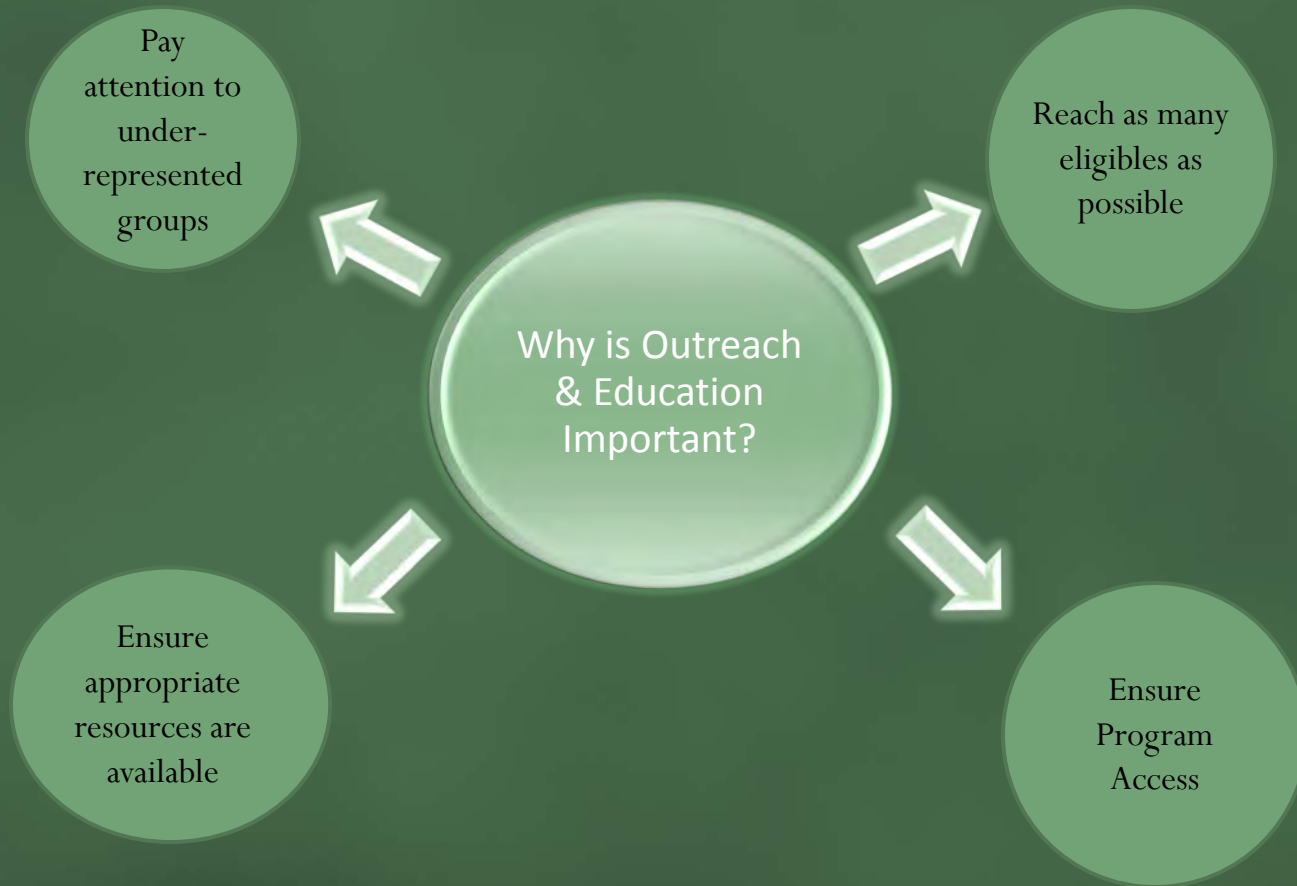 Pay
attention to
under-
represented
groups
Reach as many
eligibles as
possible
Why is Outreach
& Education
Important?
Ensure
appropriate
resources are
available
Ensure
Program
Access